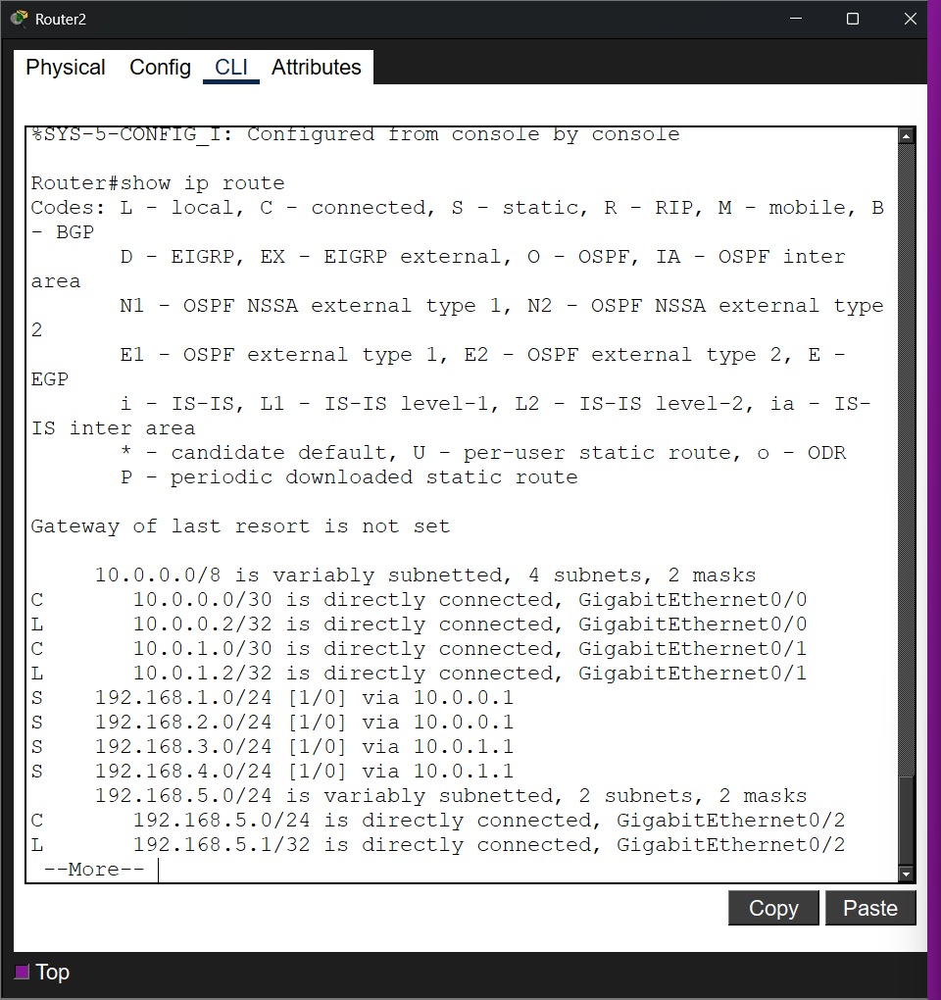 Router2
Physical Config CLI Attributes
%SYS-5-CONFIG_I: Configured from console by console
Router#show ip route
Codes: L - local, C - connected, S - static, R - RIP, M - mobile, B
- BGP
D - EIGRP, EX - EIGRP external, O - OSPF, IA - OSPF inter
area
N1 - OSPF NSSA external type 1, N2 - OSPF NSSA external type
2
E1 - OSPF external type 1, E2 - OSPF external type 2, E -
EGP
i - IS-IS, L1 - IS-IS level-1, L2 - IS-IS level-2, ia - IS-
IS inter area
* - candidate default, U - per-user static route, o - ODR
P - periodic downloaded static route
Gateway of last resort is not set
10.0.0.0/8 is variably subnetted, 4 subnets, 2 masks
C 10.0.0.0/30 is directly connected, GigabitEthernet0/0
L 10.0.0.2/32 is directly connected, GigabitEthernet0/0
C 10.0.1.0/30 is directly connected, GigabitEthernet0/1
L 10.0.1.2/32 is directly connected, GigabitEthernet0/1
S 192.168.1.0/24 [1/0] via 10.0.0.1
S 192.168.2.0/24 [1/0] via 10.0.0.1
S 192.168.3.0/24 [1/0] via 10.0.1.1
S 192.168.4.0/24 [1/0] via 10.0.1.1
192.168.5.0/24 is variably subnetted, 2 subnets, 2 masks
C 192.168.5.0/24 is directly connected, GigabitEthernet0/2
L 192.168.5.1/32 is directly connected, GigabitEthernet0/2
--More--
Copy Paste
Top